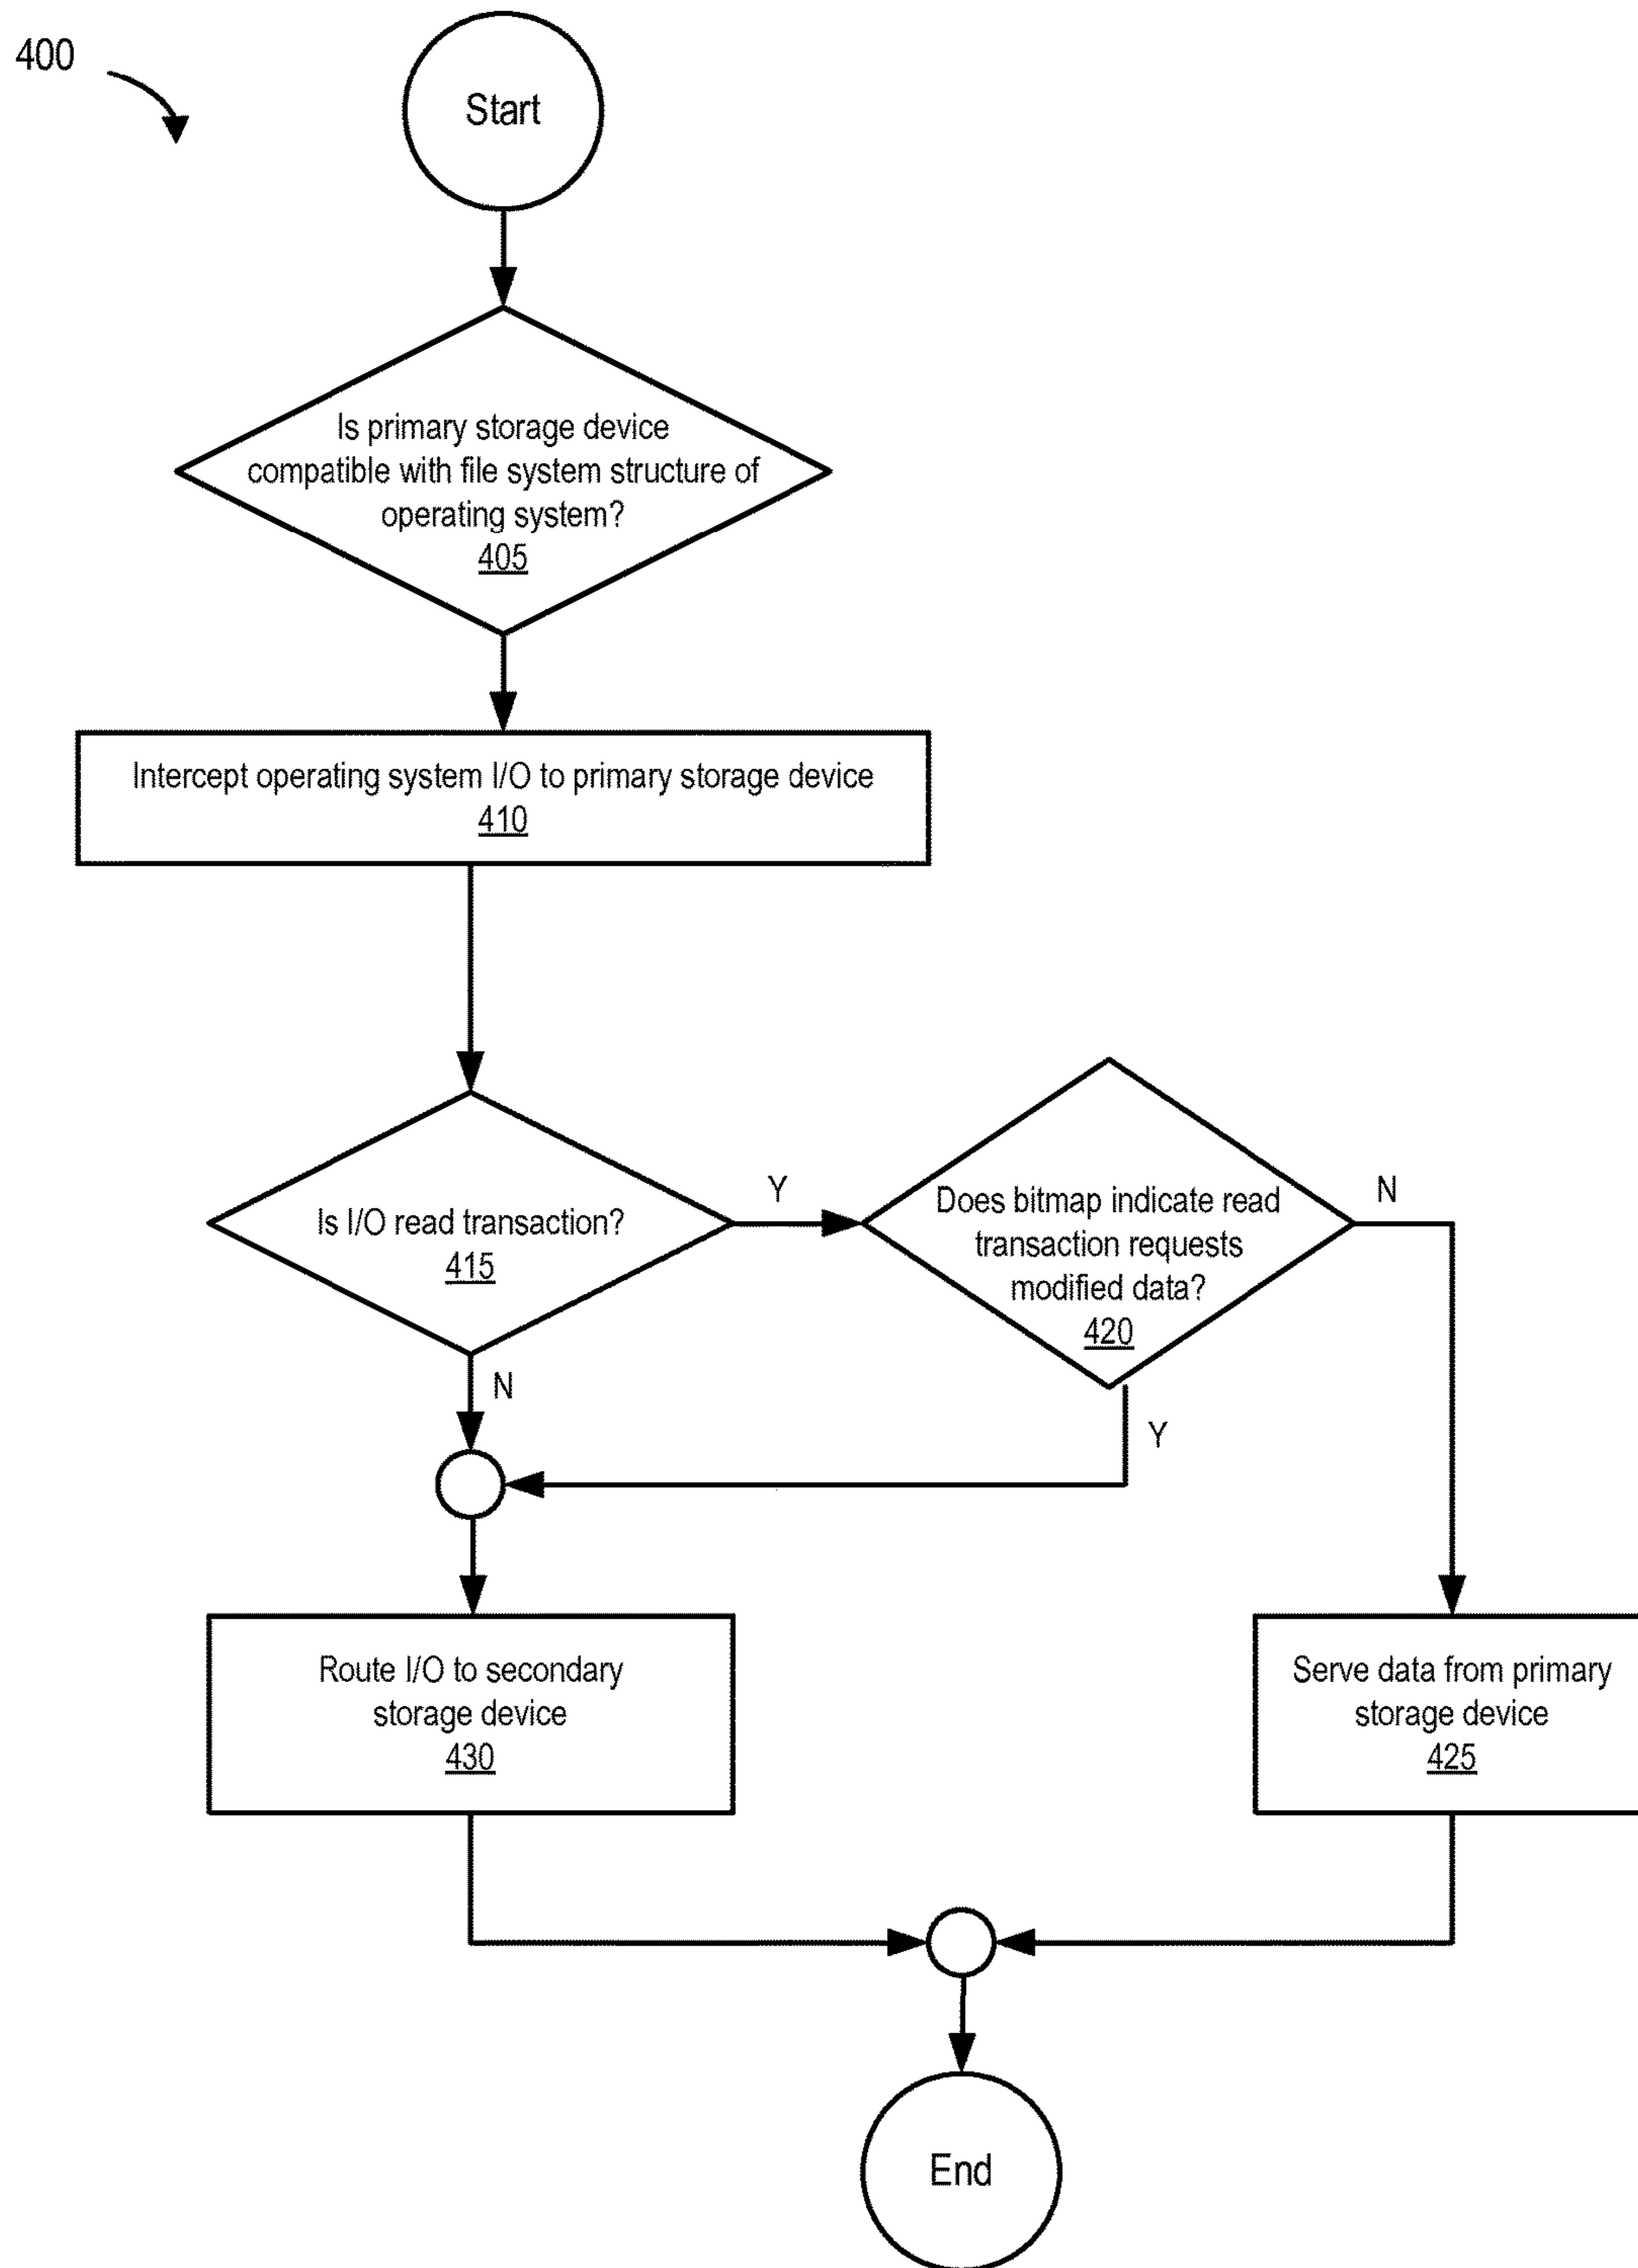 400
Start
Is primary storage device
compatible with file system structure of
operating system?
405
Intercept operating system I/O to primary storage device
410
Is I/O read transaction?
415
Y
Does bitmap indicate read
transaction requests
modified data?
420
N
N
Y
Route I/O to secondary
storage device
430
Serve data from primary
storage device
425
End